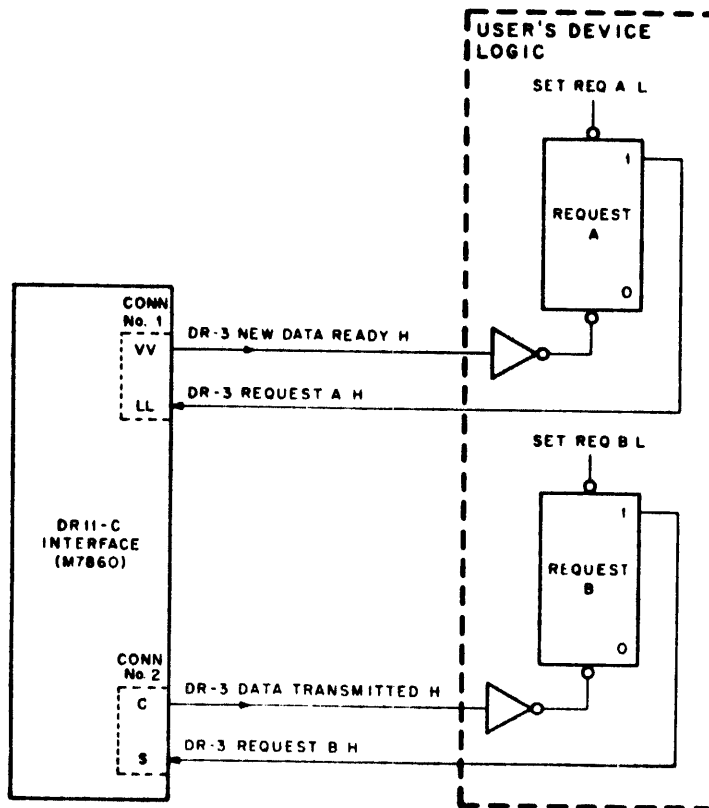 USER'S DEVICE
LOGIC
SET REQ A L
1
REQUEST
A
0
CONN
No. 1
VV
DR-3 NEW DATA READY H
LL
DR-3 REQUEST A H
SET REQ B L
1
REQUEST
B
0
DR11-C
INTERFACE
(M7860)
CONN
No. 2
C
DR-3 DATA TRANSMITTED H
S
DR-3 REQUEST B H